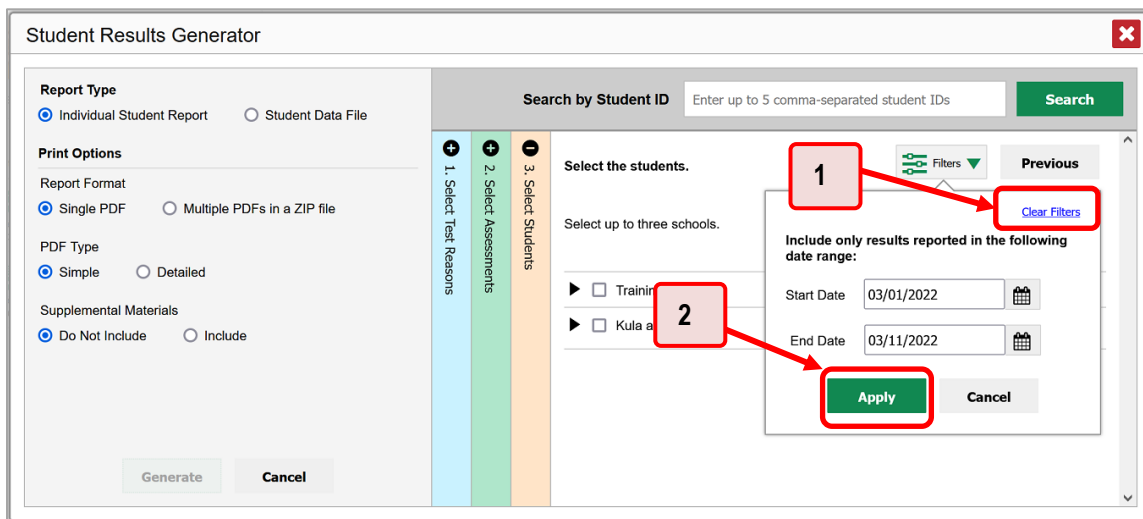 Student Results Generator
Report Type
Individual Student Report Student Data File
Print Options
Report Format
Single PDF Multiple PDFs in a ZIP file
PDF Type
Simple Detailed
Supplemental Materials
Do Not Include Include
Generate Cancel
Search by Student ID Enter up to 5 comma-separated student IDs Search
1. Select Test Reasons
2. Select Assessments
3. Select Students
Select the students. Filters Previous
1
Clear Filters
Select up to three schools.
Include only results reported in the following
date range:
Start Date 03/01/2022
End Date 03/11/2022
Apply Cancel
Trainin
2
Kula a